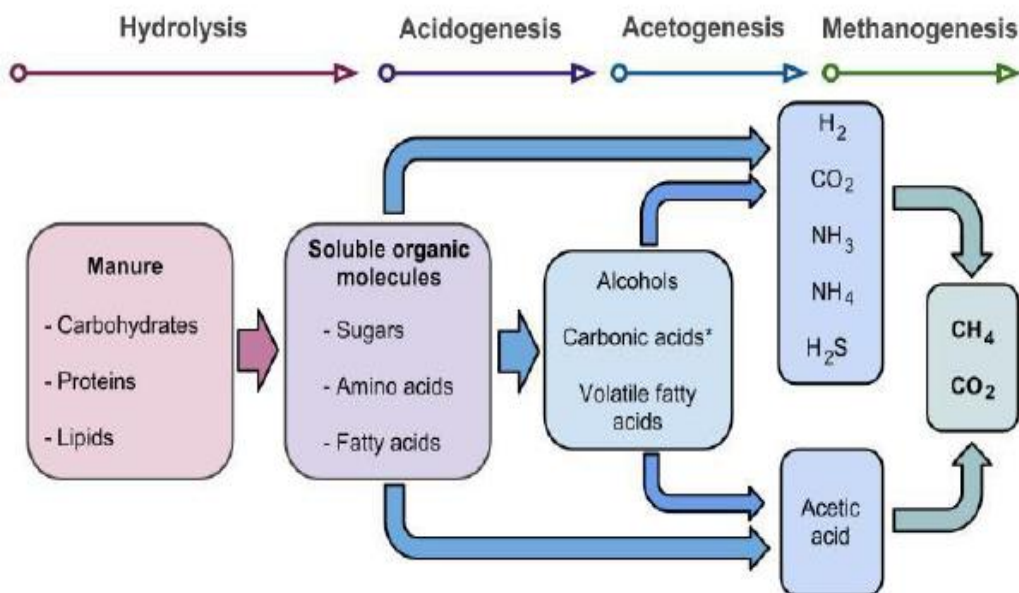 Hydrolysis
Acidogenesis
Acetogenesis
Methanogenesis
Manure
- Carbohydrates
- Proteins
- Lipids
Soluble organic
molecules
- Sugars
- Amino acids
- Fatty acids
Alcohols
Carbonic acids*
Volatile fatty
acids
H₂
CO₂
NH₃
NH₄
H₂S
Acetic
acid
CH₄
CO₂